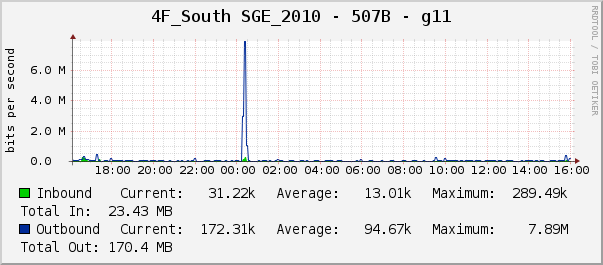 4F_South SGE_2010 - 507B - g11
RRDTOOL / TOBI OETIKER
bits per second
6.0 M
4.0 M
2.0 M
0.0
18:00 20:00 22:00 00:00 02:00 04:00 06:00 08:00 10:00 12:00 14:00 16:00
Inbound Current: 31.22k Average: 13.01k Maximum: 289.49k
Total In: 23.43 MB
Outbound Current: 172.31k Average: 94.67k Maximum: 7.89M
Total Out: 170.4 MB